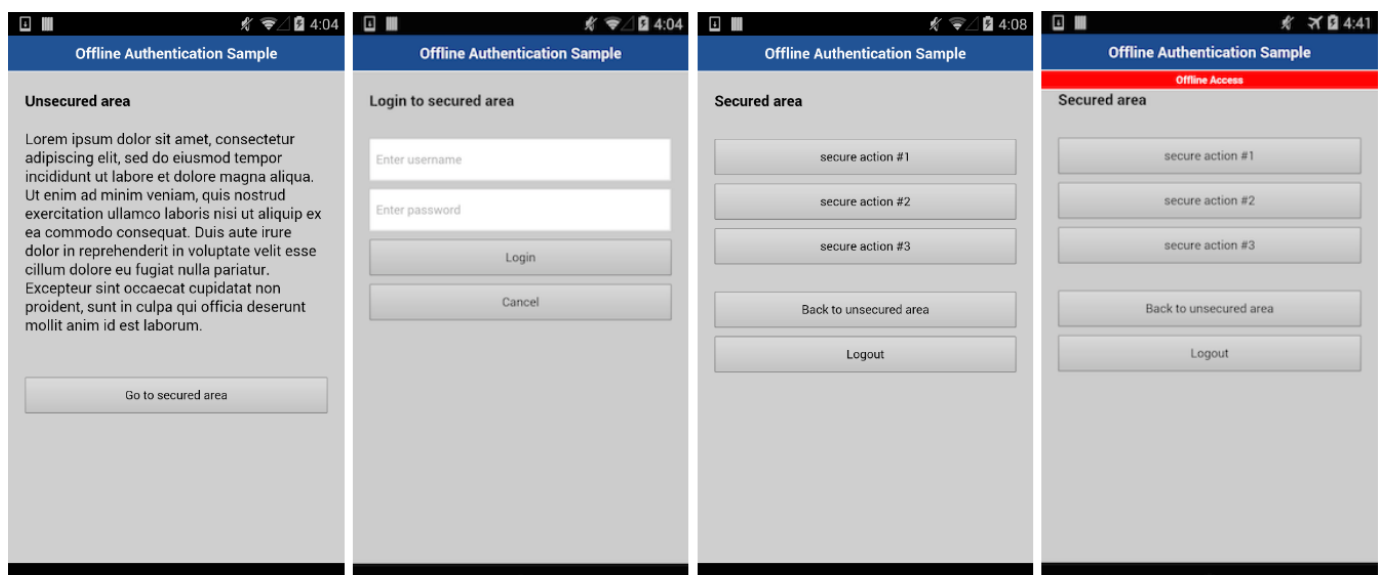 4:04
Offline Authentication Sample
Unsecured area
Lorem ipsum dolor sit amet, consectetur
adipiscing elit, sed do eiusmod tempor
incididunt ut labore et dolore magna aliqua.
Ut enim ad minim veniam, quis nostrud
exercitation ullamco laboris nisi ut aliquip ex
ea commodo consequat. Duis aute irure
dolor in reprehenderit in voluptate velit esse
cillum dolore eu fugiat nulla pariatur.
Excepteur sint occaecat cupidatat non
proident, sunt in culpa qui officia deserunt
mollit anim id est laborum.
Go to secured area
4:04
Offline Authentication Sample
Login to secured area
Enter username
Enter password
Login
Cancel
4:08
Offline Authentication Sample
Secured area
secure action #1
secure action #2
secure action #3
Back to unsecured area
Logout
4:41
Offline Authentication Sample
Offline Access
Secured area
secure action #1
secure action #2
secure action #3
Back to unsecured area
Logout